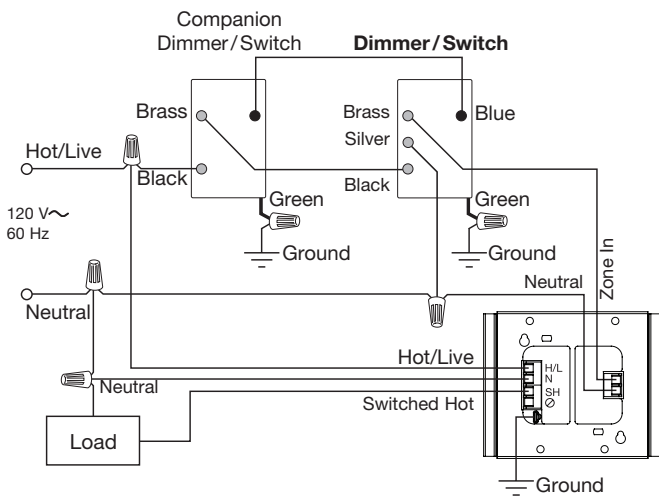 Companion
Dimmer/Switch
Dimmer/Switch
Brass
Brass
Blue
Silver
Hot/Live
Black
Black
Green
Green
120 V~
60 Hz
Ground
Ground
Zone In
Neutral
Neutral
Hot/Live
H/L
N
Neutral
SH
Switched Hot
Load
Ground